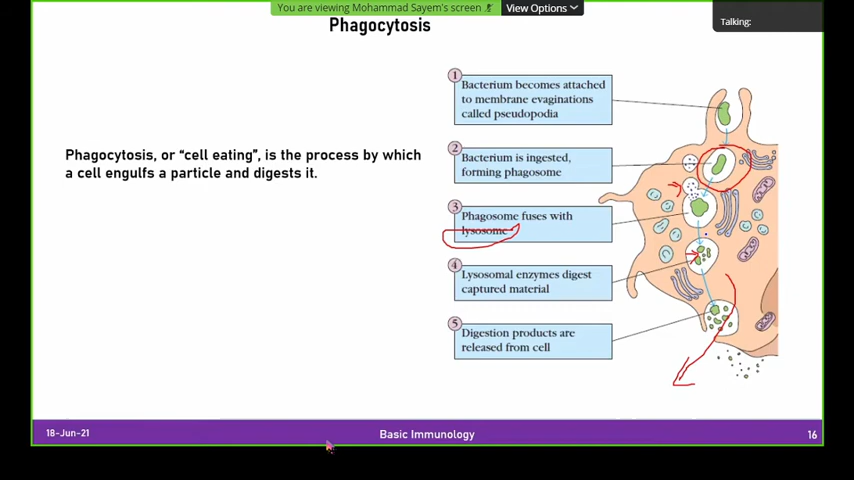 You are viewing Mohammad Sayem's screen
View Options
Talking:
Phagocytosis
Phagocytosis, or “cell eating”, is the process by which
a cell engulfs a particle and digests it.
1
Bacterium becomes attached
to membrane evaginations
called pseudopodia
2
Bacterium is ingested,
forming phagosome
3
Phagosome fuses with
lysosome
4
Lysosomal enzymes digest
captured material
5
Digestion products are
released from cell
18-Jun-21
Basic Immunology
16